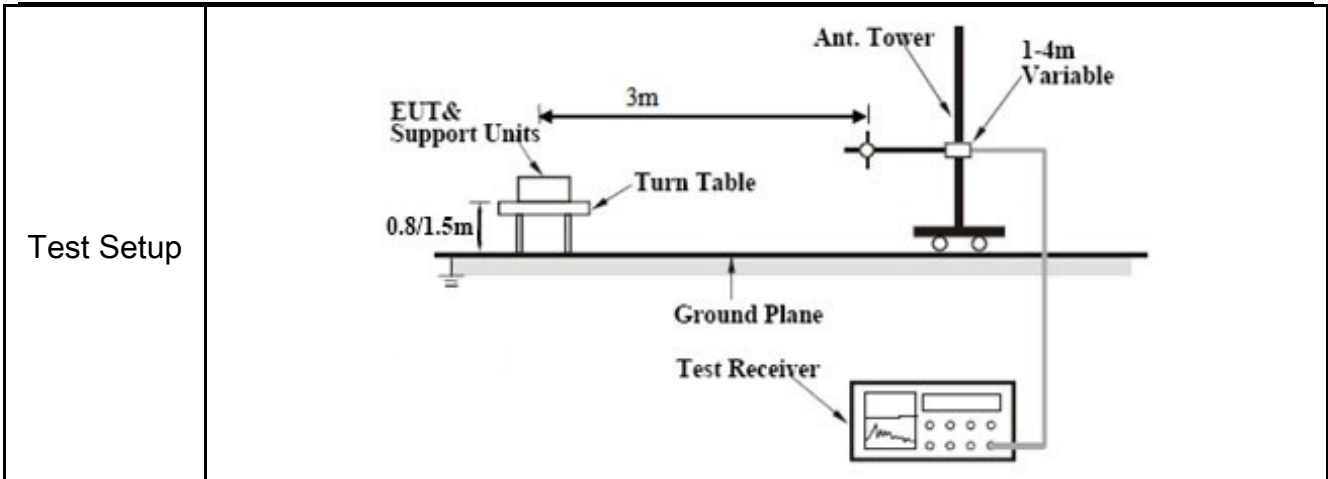 Test Setup
Ant. Tower
1-4m
Variable
3m
EUT&
Support Units
Turn Table
0.8/1.5m
Ground Plane
Test Receiver